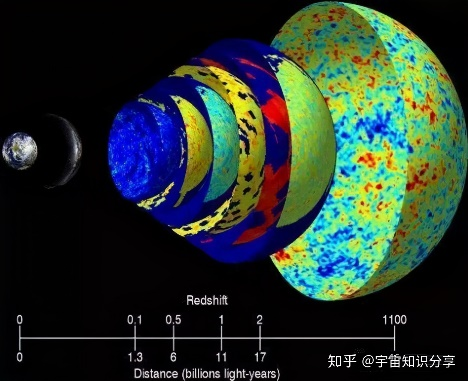 Redshift
0 0.1 0.5 1 2 1100
0 1.3 6 11 17
Distance (billions light-years)
知乎 @宇宙知识分享